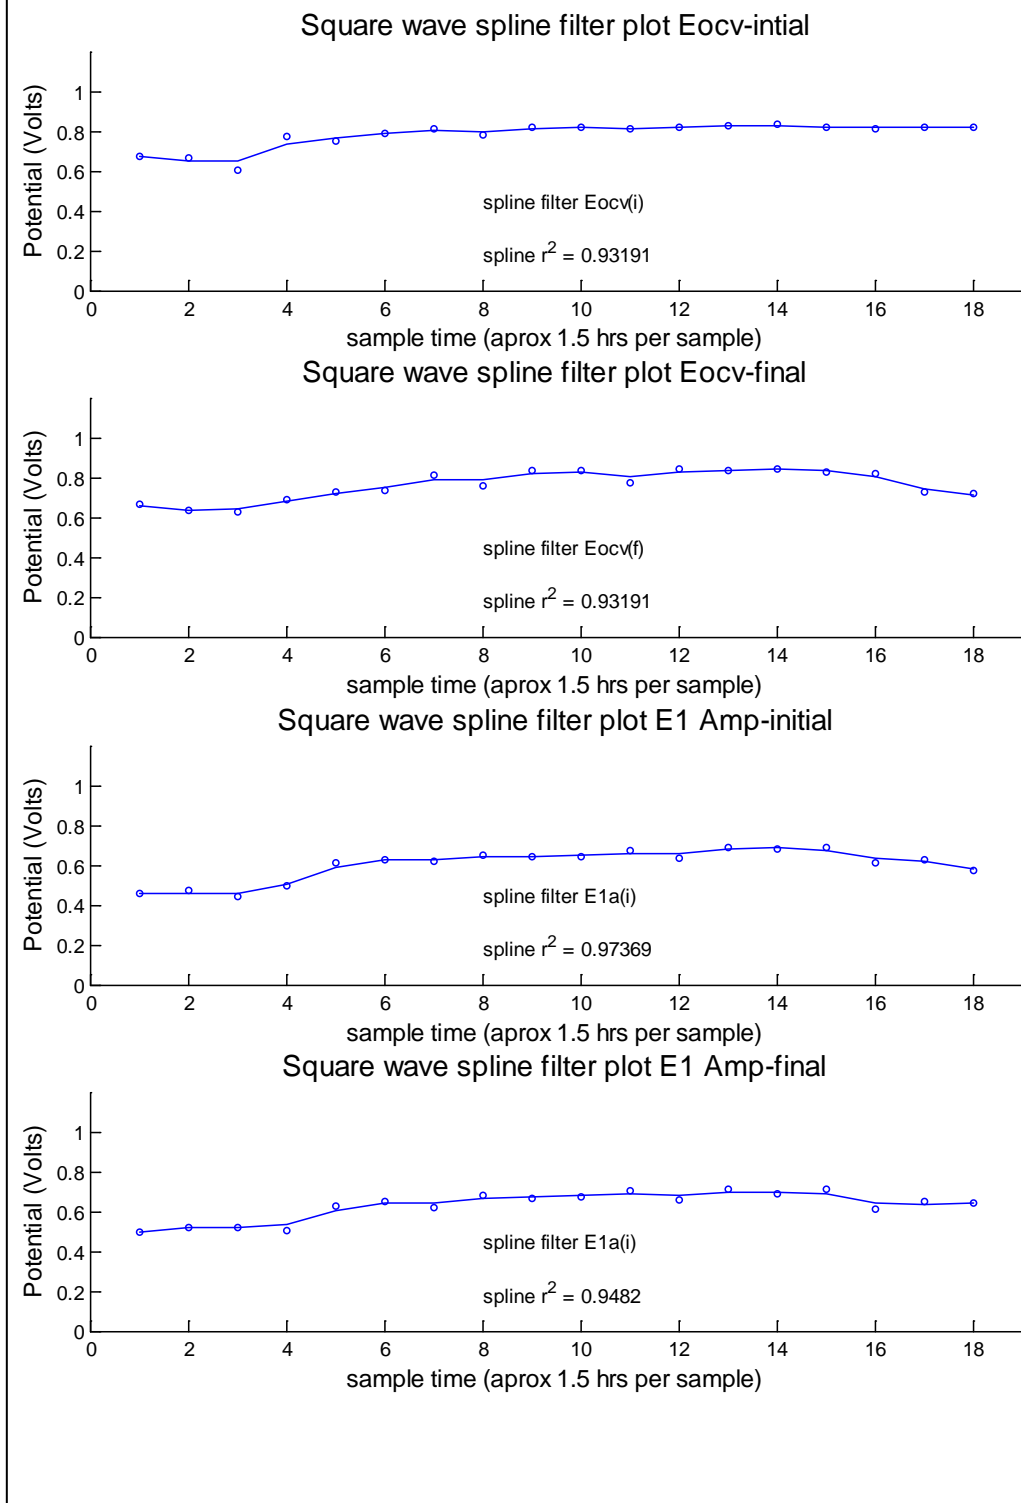 Square wave spline filter plot Eocv-intial
Potential (Volts)
1
0.8
0.6
0.4
0.2
0
spline filter Eocv(i)
spline r2 = 0.93191
0 2 4 6 8 10 12 14 16 18
sample time (aprox 1.5 hrs per sample)
Square wave spline filter plot Eocv-final
Potential (Volts)
1
0.8
0.6
0.4
0.2
0
spline filter Eocv(f)
spline r2 = 0.93191
0 2 4 6 8 10 12 14 16 18
sample time (aprox 1.5 hrs per sample)
Square wave spline filter plot E1 Amp-initial
Potential (Volts)
1
0.8
0.6
0.4
0.2
0
spline filter E1a(i)
spline r2 = 0.97369
0 2 4 6 8 10 12 14 16 18
sample time (aprox 1.5 hrs per sample)
Square wave spline filter plot E1 Amp-final
Potential (Volts)
1
0.8
0.6
0.4
0.2
0
spline filter E1a(i)
spline r2 = 0.9482
0 2 4 6 8 10 12 14 16 18
sample time (aprox 1.5 hrs per sample)